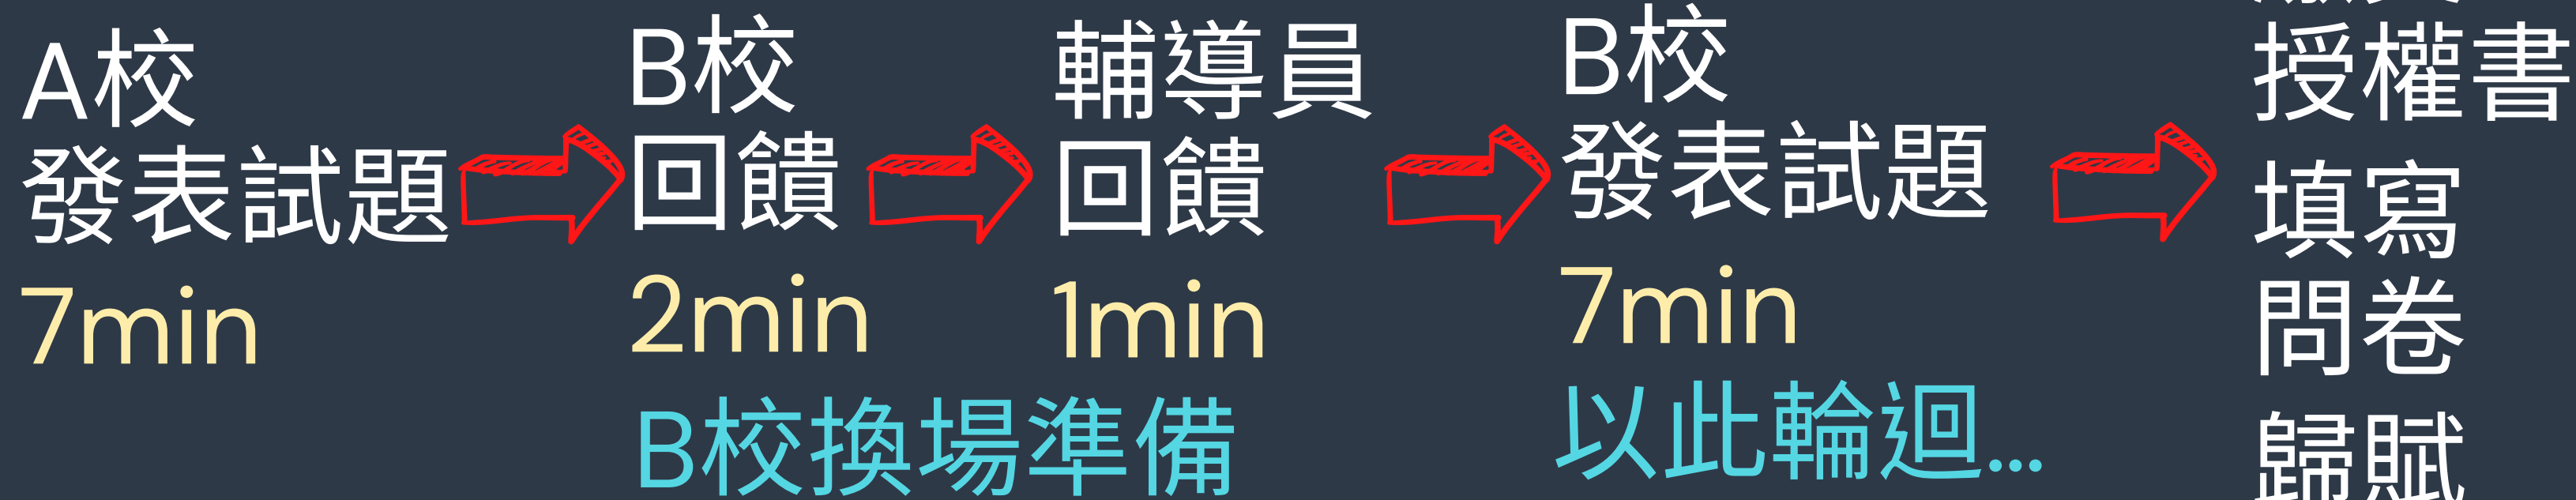 A校
發表試題
7min
B校
回饋
2min
輔導員
回饋
1min
B校換場準備
B校
發表試題
7min
以此輪迴...
授權書
填寫
問卷
歸賦